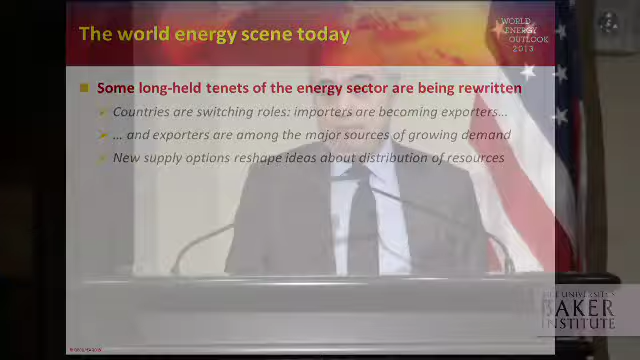 The world energy scene today
WORLD
ENERGY
OUTLOOK
2013
Some long-held tenets of the energy sector are being rewritten
Countries are switching roles: importers are becoming exporters…
… and exporters are among the major sources of growing demand
New supply options reshape ideas about distribution of resources
BAKER
INSTITUTE